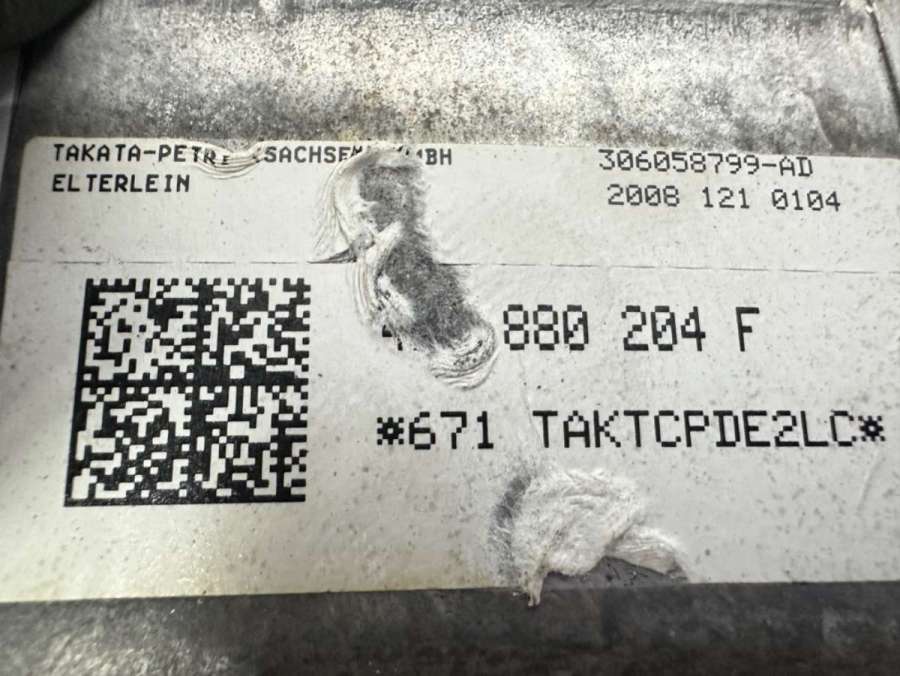 TAKATA-PETRI (SACHSEN) GMBH
306058799-AD
ELTERLEIN
2008 121 0104
880 204 F
*671 TAKTCPDE2LC*